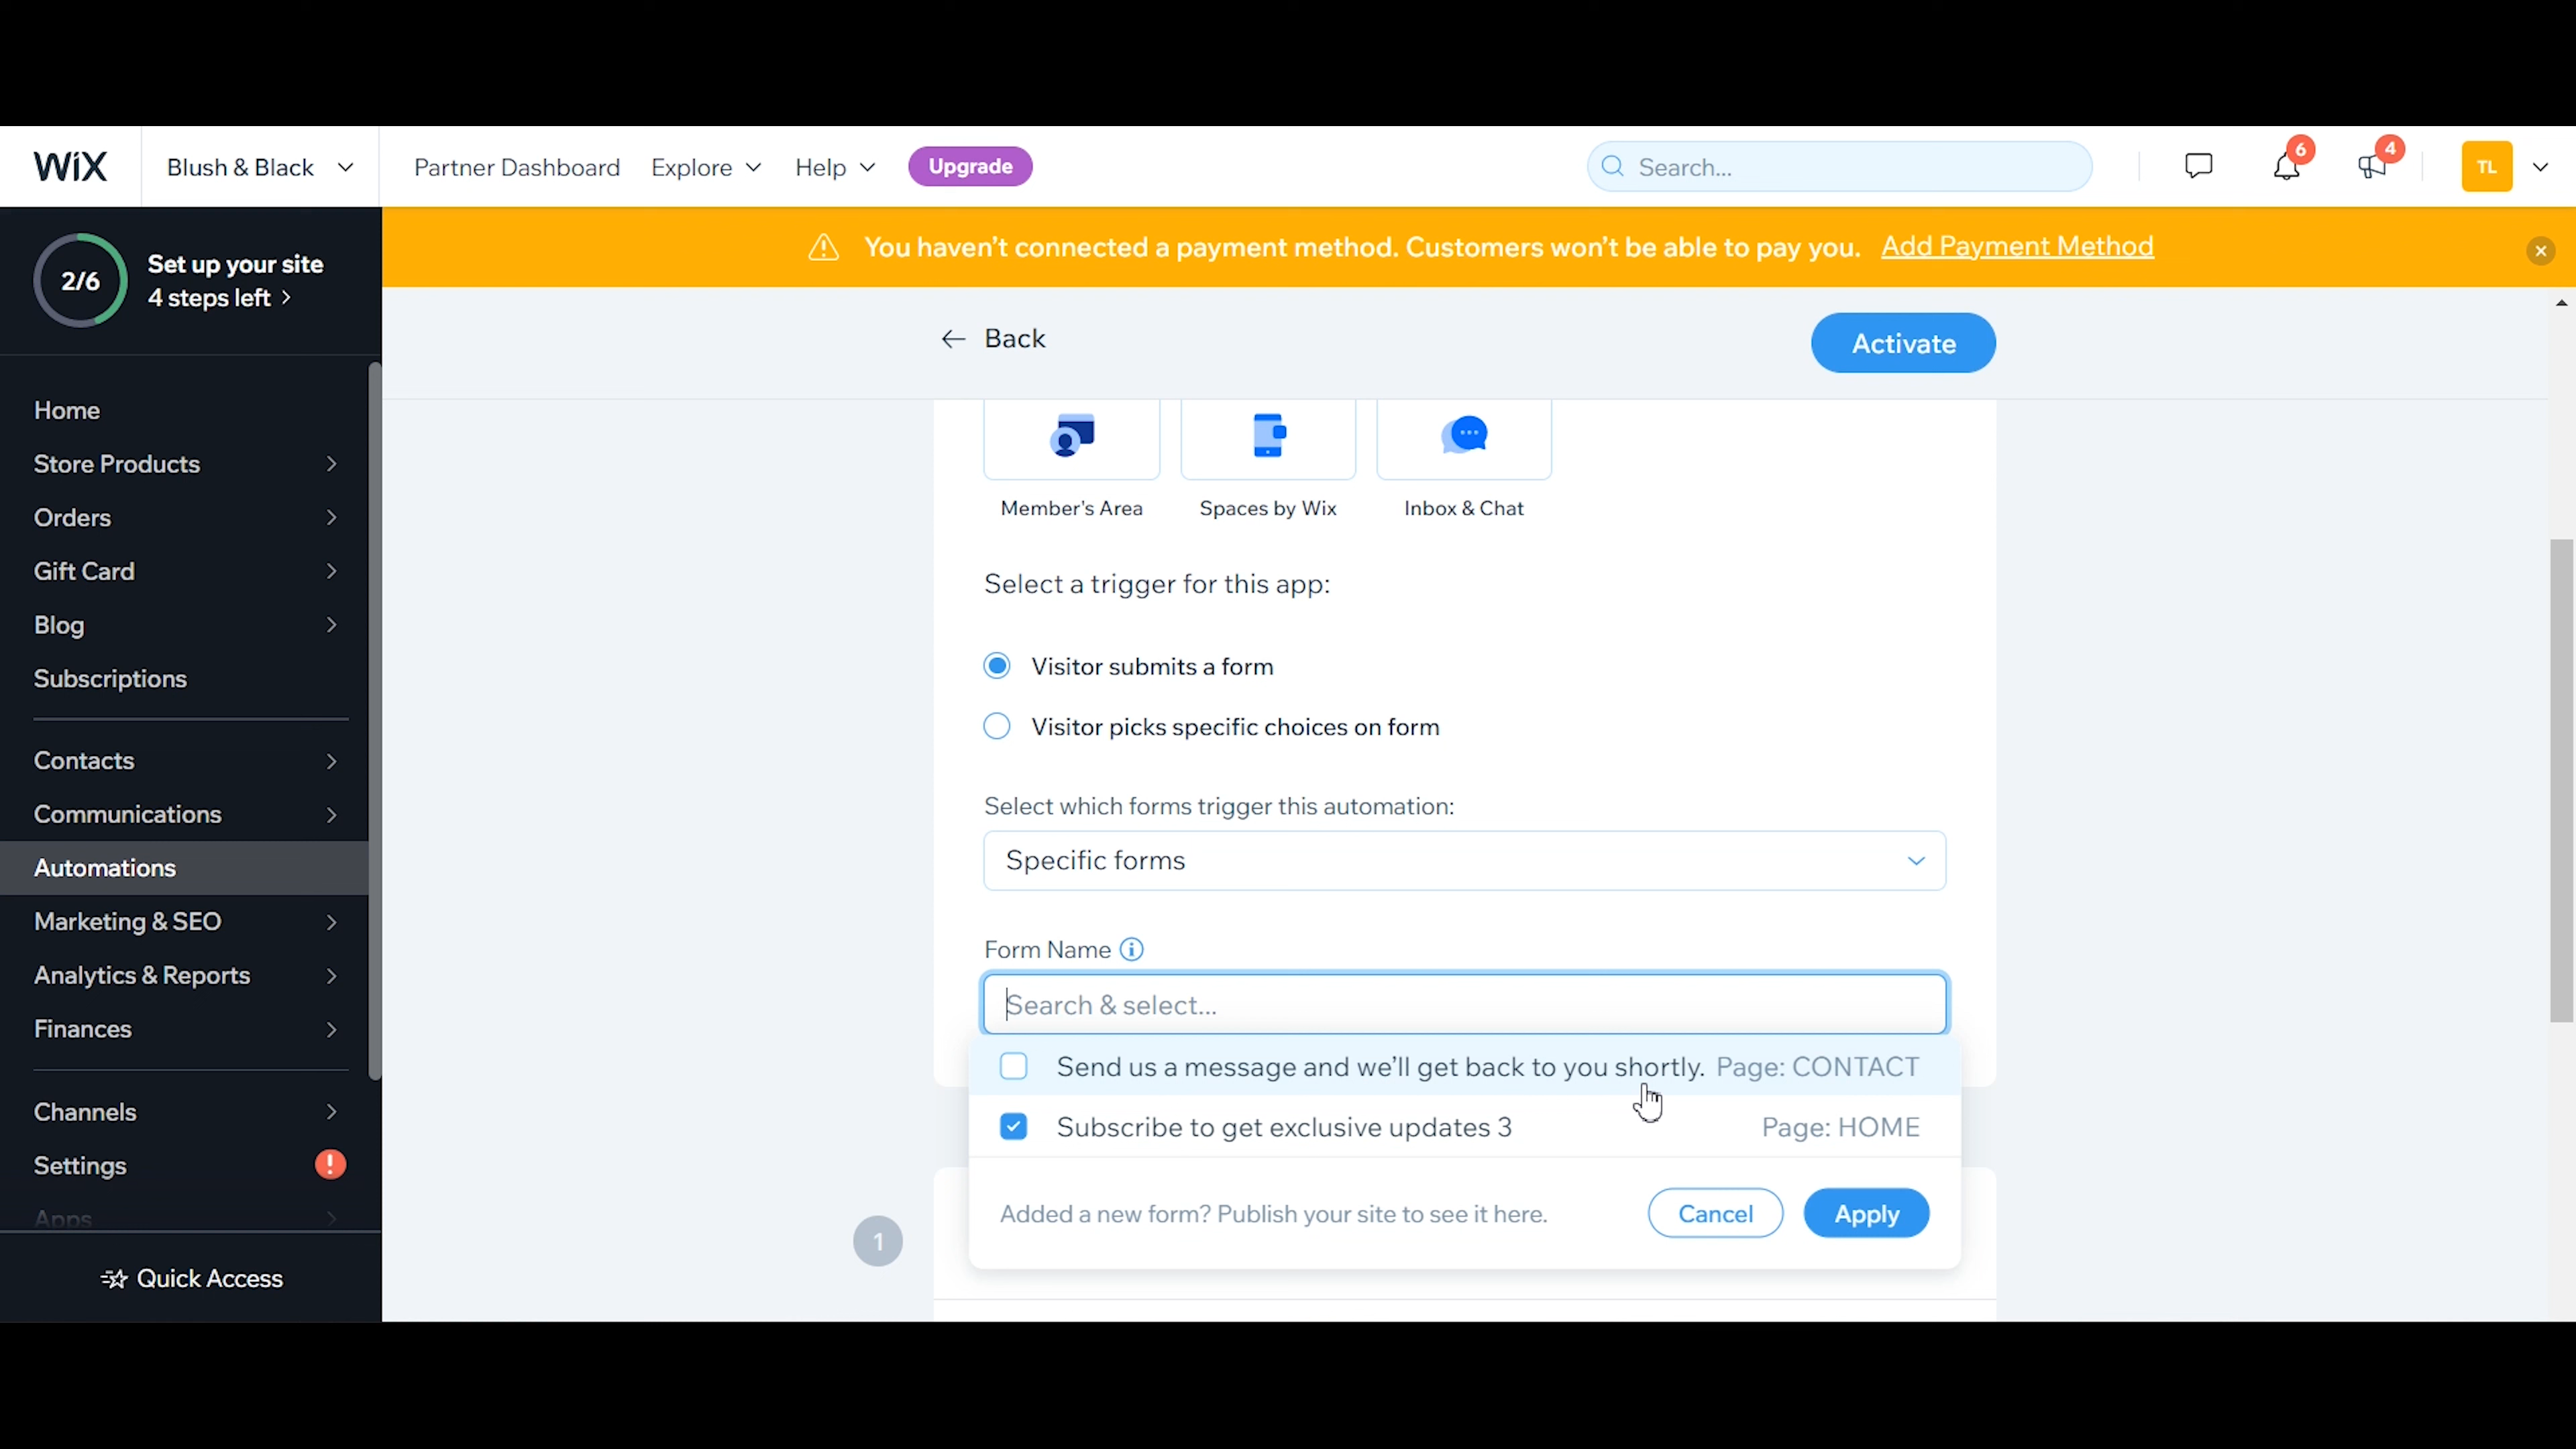 WiX
Blush & Black
Partner Dashboard
Explore
Help
Upgrade
Search...
6
4
TL
You haven't connected a payment method. Customers won't be able to pay you. Add Payment Method
2/6
Set up your site
4 steps left
Home
Store Products
Orders
Gift Card
Blog
Subscriptions
Contacts
Communications
Automations
Marketing & SEO
Analytics & Reports
Finances
Channels
Settings
Apps
Quick Access
Back
Activate
Member's Area
Spaces by Wix
Inbox & Chat
Select a trigger for this app:
Visitor submits a form
Visitor picks specific choices on form
Select which forms trigger this automation:
Specific forms
Form Name
Search & select...
Send us a message and we'll get back to you shortly. Page: CONTACT
Subscribe to get exclusive updates 3 Page: HOME
Added a new form? Publish your site to see it here.
Cancel
Apply
1